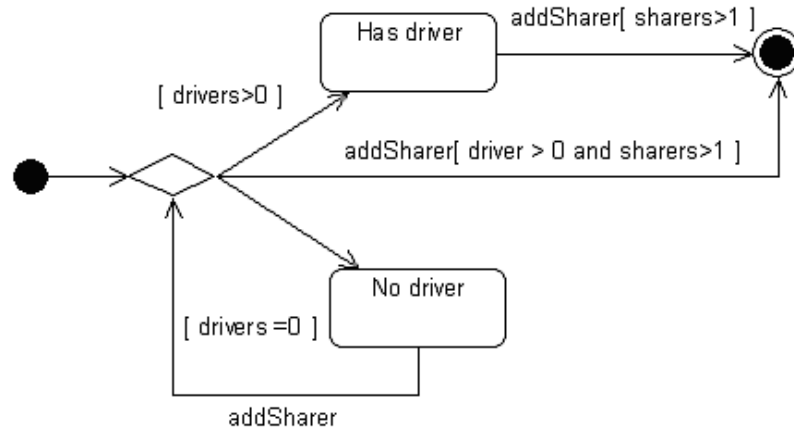 Has driver
addSharer[ sharers>1 ]
[ drivers>0 ]
addSharer[ driver > 0 and sharers>1 ]
No driver
[ drivers =0 ]
addSharer